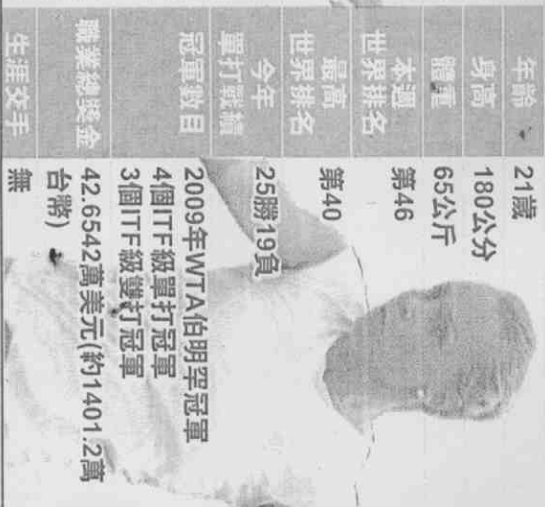 年齡 21歲
身高 180公分
體重 65公斤
本週
世界排名 第46
最高
世界排名 第40
今年
單打戰績 25勝19負
冠軍數目 2009年WTA伯明罕冠軍
4個ITF級單打冠軍
3個ITF級雙打冠軍
職業總獎金 42.6542萬美元(約1401.2萬
台幣)
生涯交手 無